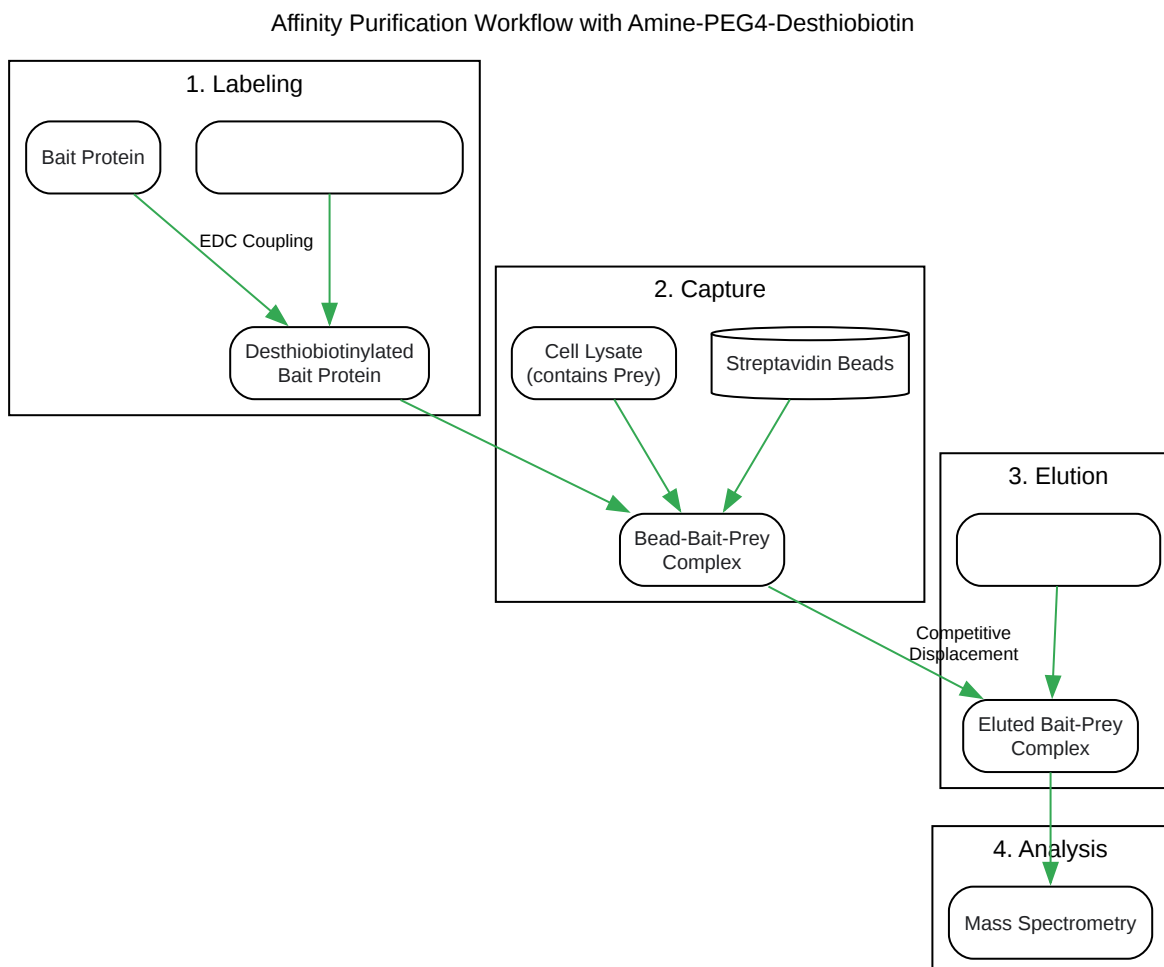 Affinity Purification Workflow with Amine-PEG4-Desthiobiotin
1. Labeling
Bait Protein
EDC Coupling
Desthiobiotinylated
Bait Protein
2. Capture
Cell Lysate
(contains Prey)
Streptavidin Beads
Bead-Bait-Prey
Complex
3. Elution
Competitive
Displacement
Eluted Bait-Prey
Complex
4. Analysis
Mass Spectrometry